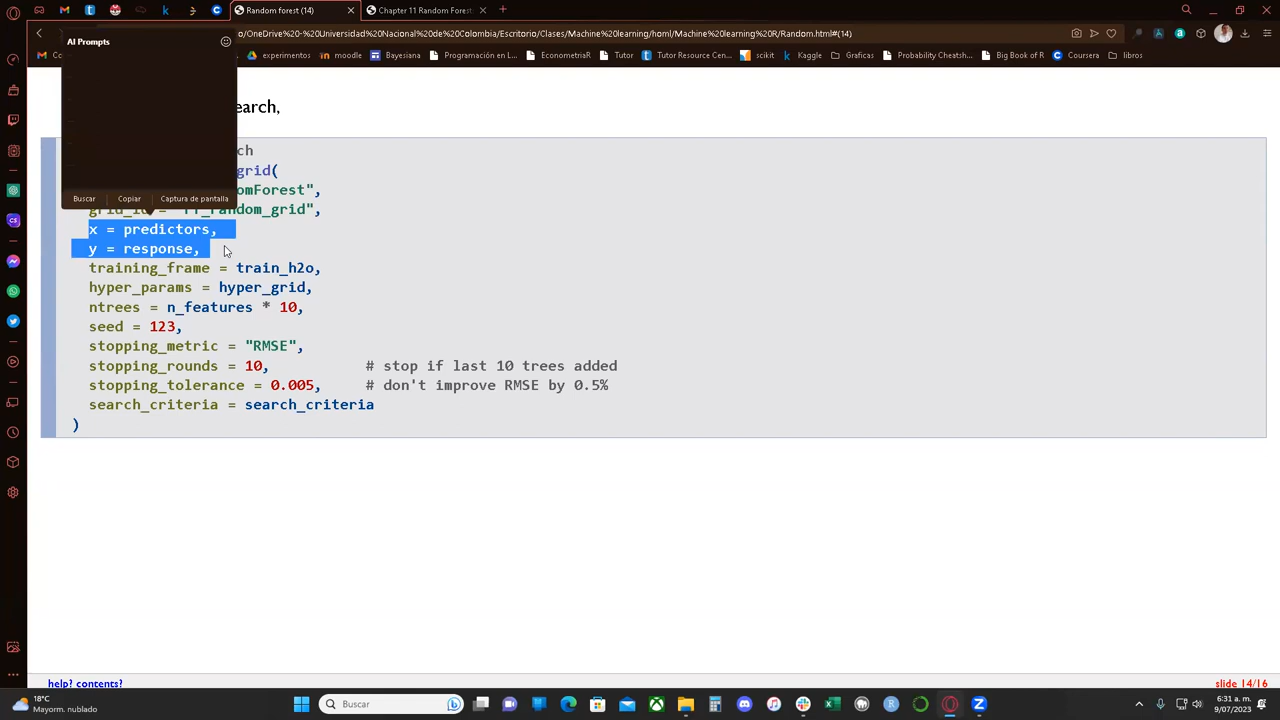 Random forest (14)
Chapter 11 Random Fores
o/OneDrive%20-%20Universidad%20Nacional%20de%20Colombia/Escritorio/Clases/Machine%20learning/homl/Machine%20learning%20R/Random.html#(14)
Co
experimentos
moodle
Bayesiana
Programación en L...
EconometriaR
Tutor
Tutor Resource Cent...
scikit
Kaggle
Graphing
Probability Cheatsh...
Big Book of R
Coursera
libros
AI Prompts
Buscar
Copiar
Captura de pantalla
earch,
ch
grid(
omForest",
x = predictors,
y = response,
training_frame = train_h2o,
hyper_params = hyper_grid,
ntrees = n_features * 10,
seed = 123,
stopping_metric = "RMSE",
stopping_rounds = 10, # stop if last 10 trees added
stopping_tolerance = 0.005, # don't improve RMSE by 0.5%
search_criteria = search_criteria
)
help? contents?
slide 14/16
18°C
Mayorm. nublado
Buscar
6:31 a. m.
9/07/2023